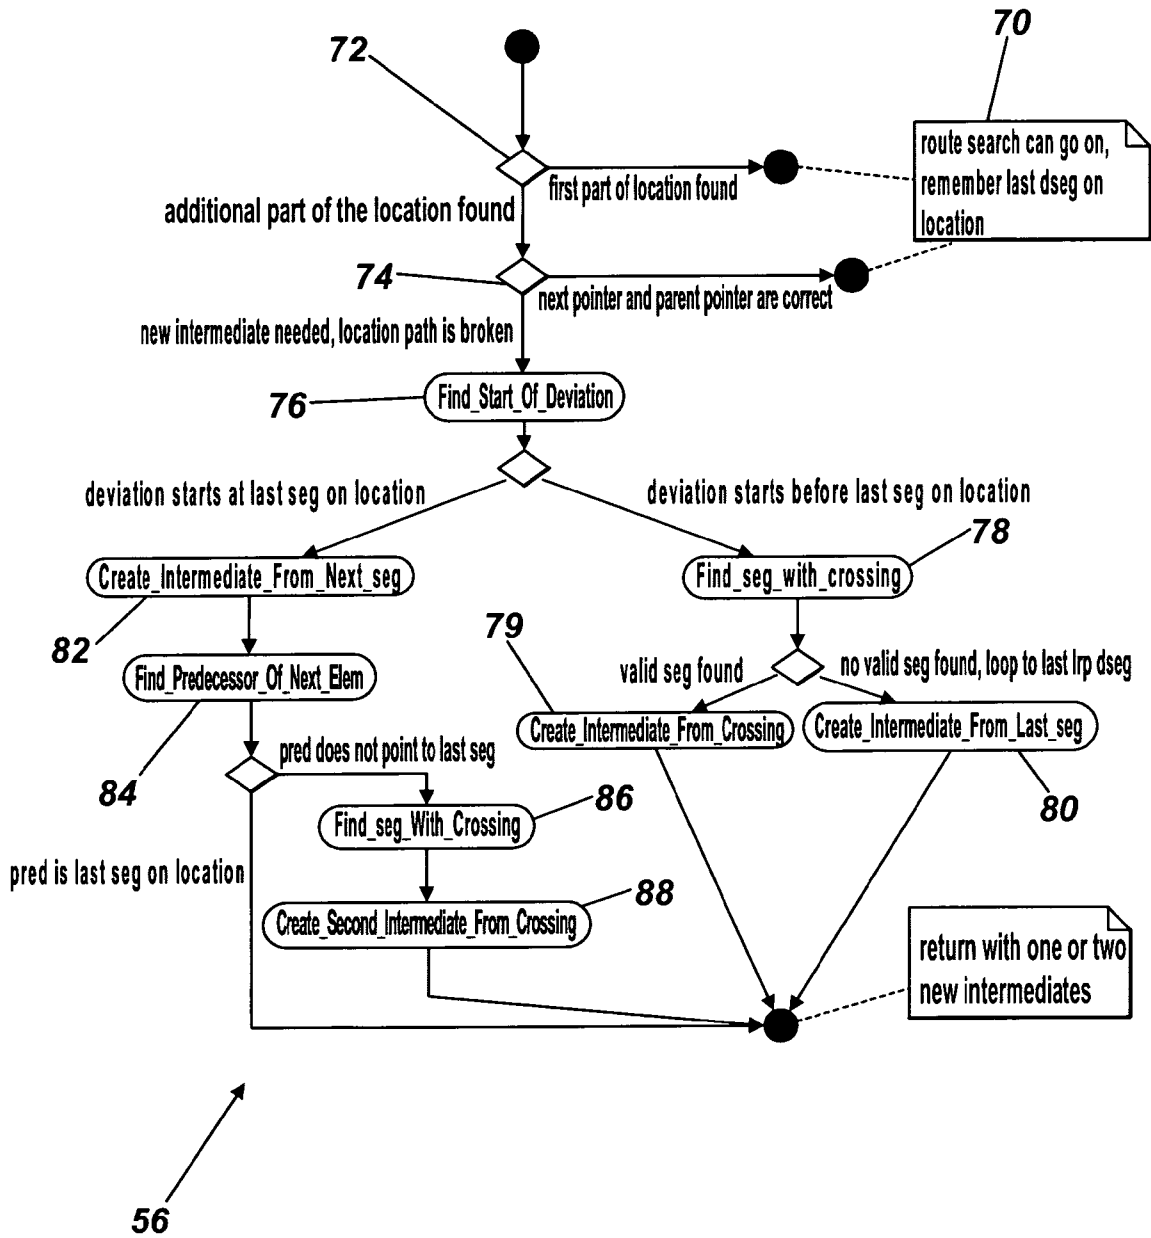 72
70
route search can go on,
remember last dseg on
location
first part of location found
additional part of the location found
74
next pointer and parent pointer are correct
new intermediate needed, location path is broken
76
Find_Start_Of_Deviation
deviation starts at last seg on location
deviation starts before last seg on location
78
Create_Intermediate_From_Next_seg
Find_seg_with_crossing
82
79
Find_Predecessor_Of_Next_Elem
valid seg found
no valid seg found, loop to last lrp dseg
Create_Intermediate_From_Crossing
Create_Intermediate_From_Last_seg
84
pred does not point to last seg
86
80
Find_seg_With_Crossing
pred is last seg on location
88
Create_Second_Intermediate_From_Crossing
return with one or two
new intermediates
56